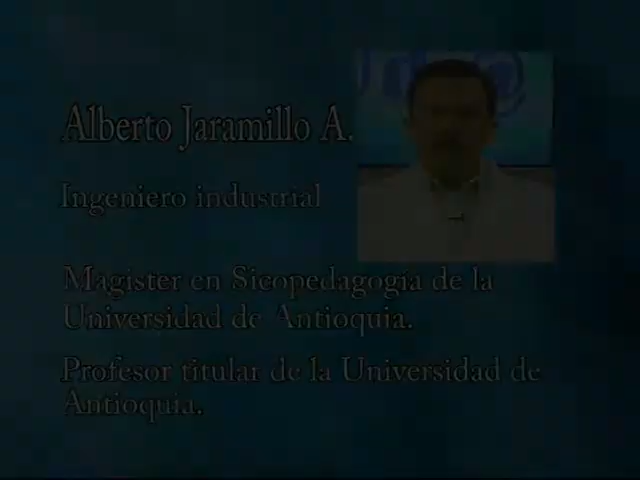 Alberto Jaramillo A.
Ingeniero industrial
Magister en Sicopedagogía de la
Universidad de Antioquia.
Profesor titular de la Universidad de
Antioquia.